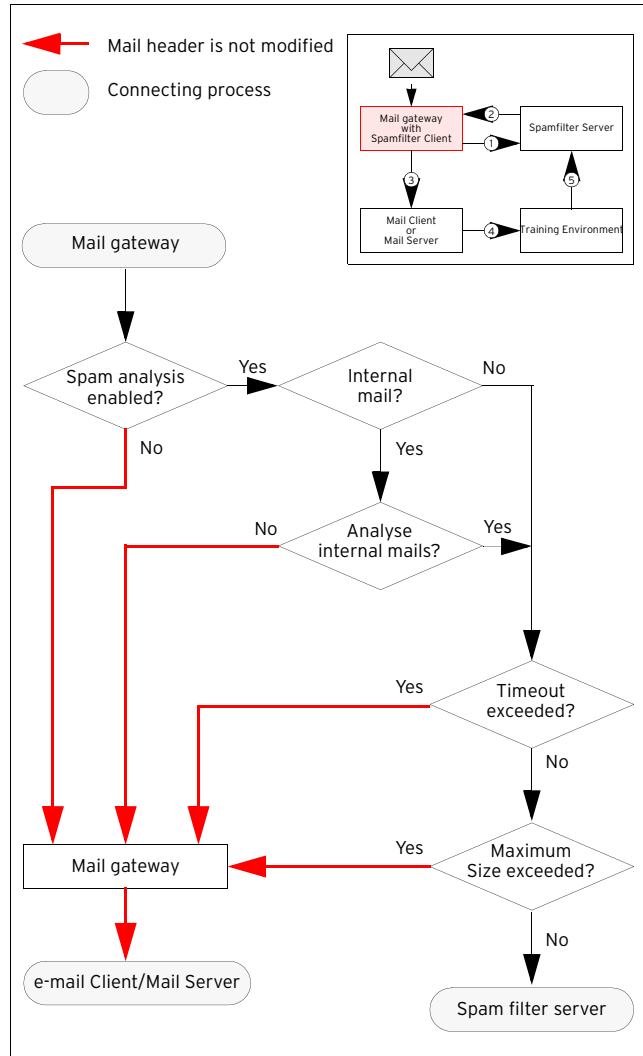 Mail header is not modified
Connecting process
Mail gateway
with
Spamfilter Client
2
1
Spamfilter Server
3
5
Mail Client
or
Mail Server
4
Training Environment
Mail gateway
Spam analysis
enabled?
Yes
Internal
mail?
No
No
Yes
No
Analyse
internal mails?
Yes
Yes
Timeout
exceeded?
No
Mail gateway
Yes
Maximum
Size exceeded?
No
e-mail Client/Mail Server
Spam filter server